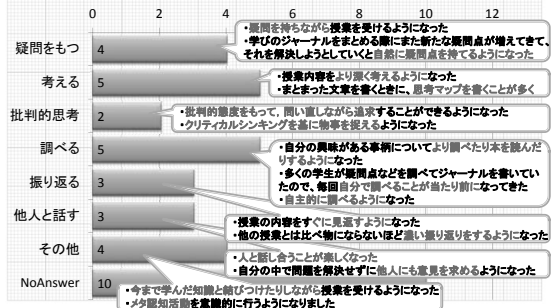 0 2 4 6 8 10 12
疑問をもつ 4
・疑問を持ちながら授業を受けるようになった
・学びのジャーナルをまとめる際にまた新たな疑問点が増えてきて、
それを解決しようとしていくと自然に疑問点を持てるようになった
考える 5
・授業内容をより深く考えるようになった
・まとまった文章を書くときに、思考マップを書くことが多く
批判的思考 2
・批判的態度をもって，問い直しながら追求することができるようになった
・クリティカルシンキングを基に物事を捉えるようになった
調べる 5
・自分の興味がある事柄についてより調べたり本を読んだ
りするようになった
・多くの学生が疑問点などを調べてジャーナルを書いてい
たので、毎回自分で調べることが当たり前になってきた
・自主的に調べるようになった
振り返る 3
・授業の内容をすぐに見返すようになった
・他の授業とは比べ物にならないほど濃い振り返りをするようになった
他人と話す 3
・人と話し合うことが楽しくなった
・自分の中で問題を解決せずに他人にも意見を求めるようになった
その他 4
・今まで学んだ知識と結びつけたりしながら授業を受けるようになった
・メタ認知活動を意識的に行うようになりました
NoAnswer 10